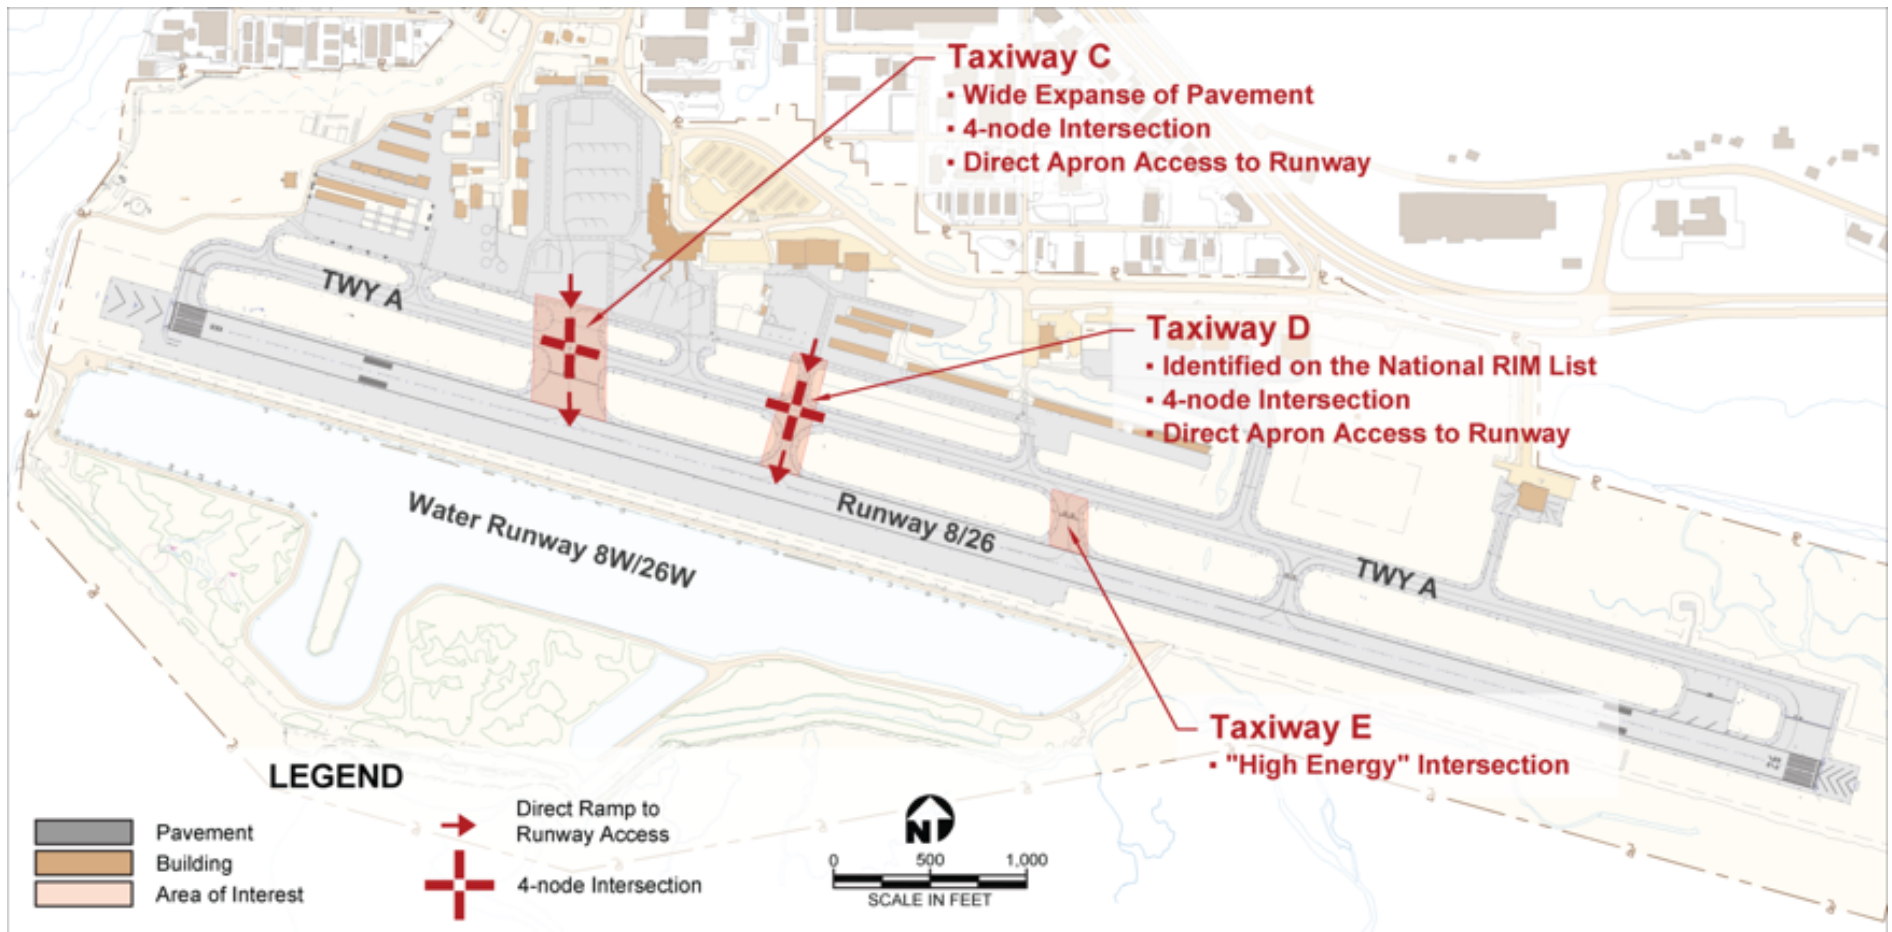 Taxiway C
▪ Wide Expanse of Pavement
▪ 4-node Intersection
▪ Direct Apron Access to Runway
TWY A
Taxiway D
▪ Identified on the National RIM List
▪ 4-node Intersection
▪ Direct Apron Access to Runway
Runway 8/26
Water Runway 8W/26W
TWY A
Taxiway E
▪ "High Energy" Intersection
LEGEND
Pavement
Building
Area of Interest
Direct Ramp to
Runway Access
4-node Intersection
N
0 500 1,000
SCALE IN FEET